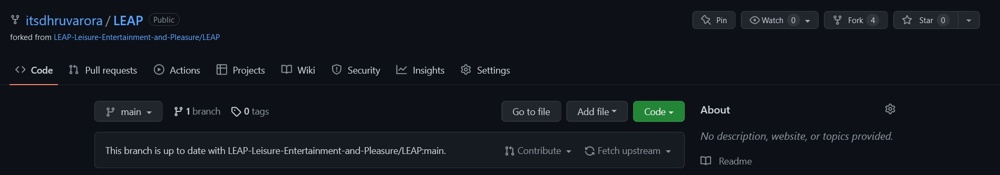 itsdhruvarora / LEAP Public Pin Watch 0 Fork 4 Star 0
forked from LEAP-Leisure-Entertainment-and-Pleasure/LEAP
Code Pull requests Actions Projects Wiki Security Insights Settings
main 1 branch 0 tags Go to file Add file Code
About
This branch is up to date with LEAP-Leisure-Entertainment-and-Pleasure/LEAP:main. Contribute Fetch upstream
No description, website, or topics provided.
Readme